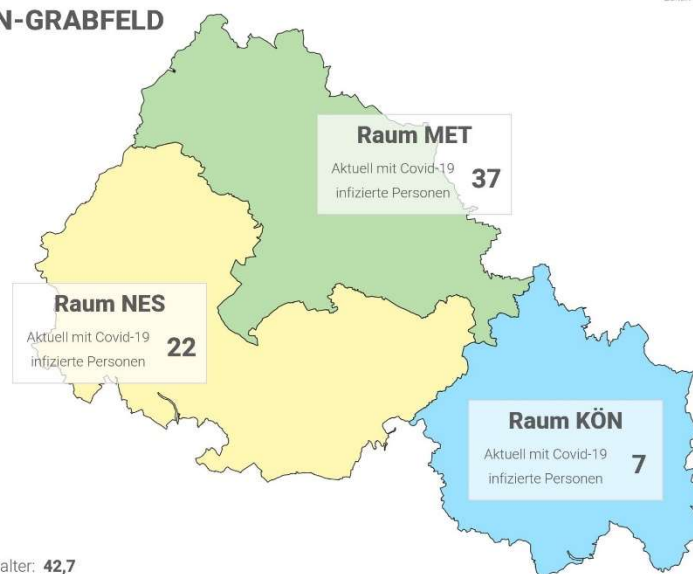 N-GRABFELD
Raum MET
Aktuell mit Covid-19
infizierte Personen
37
Raum NES
Aktuell mit Covid-19
infizierte Personen
22
Raum KÖN
Aktuell mit Covid-19
infizierte Personen
7
alter: 42,7